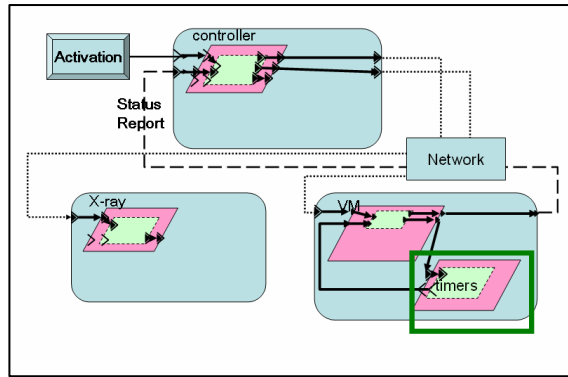 controller
Activation
Status
Report
Network
X-ray
VM
timers